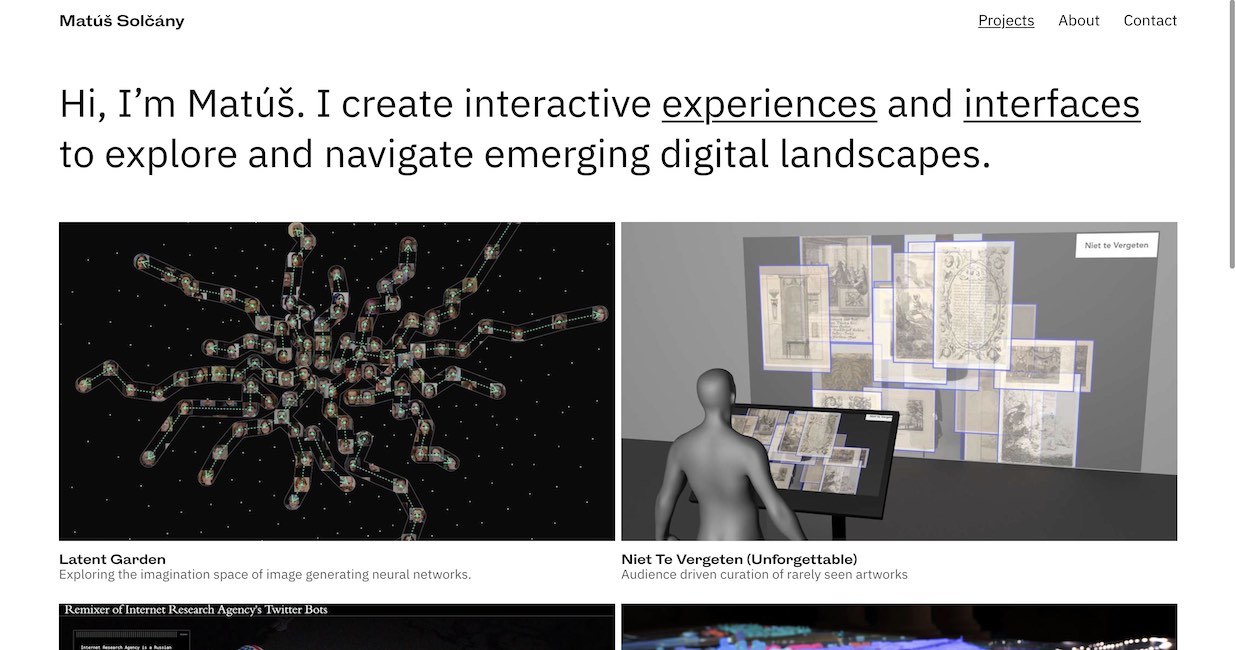 Matúš Solčány
Projects About Contact
Hi, I’m Matúš. I create interactive experiences and interfaces
to explore and navigate emerging digital landscapes.
Niet te Vergeten
Latent Garden
Exploring the imagination space of image generating neural networks.
Niet Te Vergeten (Unforgettable)
Audience driven curation of rarely seen artworks
Remixer of Internet Research Agency's Twitter Bots
Internet Research Agency is a Russian